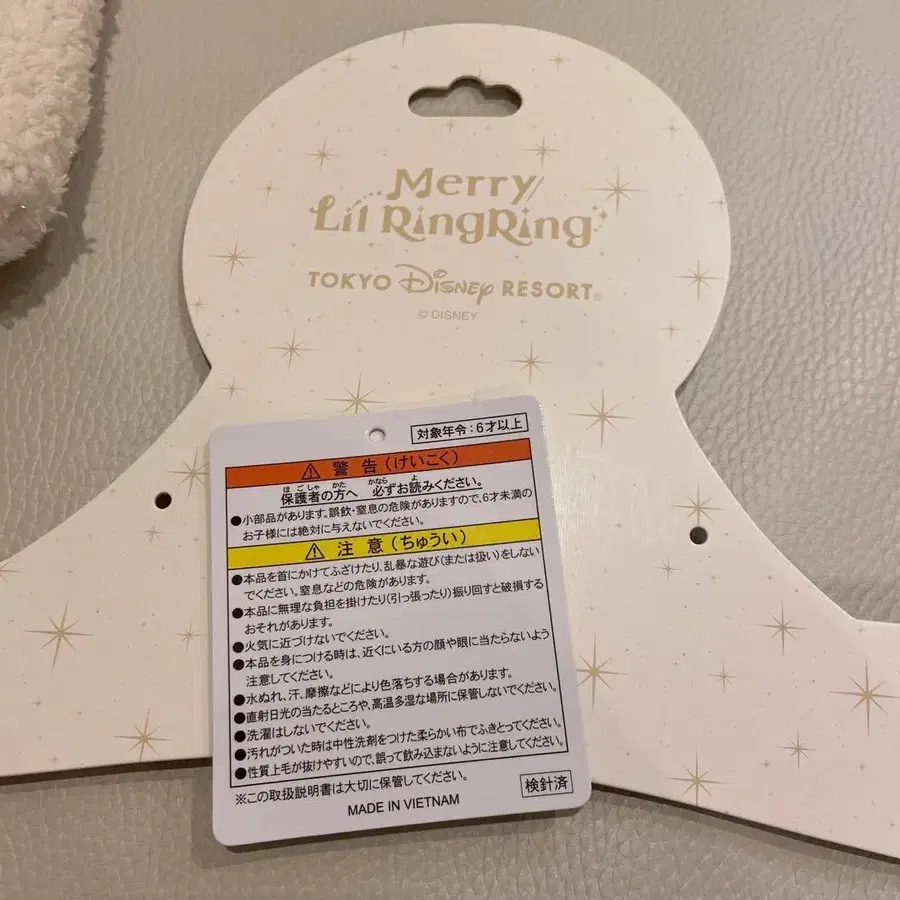 Merry
Lil RingRing
TOKYO Disney RESORT®
© DISNEY
対象年令:6才以上
⚠ 警告(けいこく)
保護者の方へ 必ずお読みください。
●小部品があります。誤飲・窒息の危険がありますので、6才未満の
お子様には絶対に与えないでください。
⚠ 注意(ちゅうい)
●本品を首にかけてふざけたり、乱暴な遊び(または扱い)をしない
でください。窒息などの危険があります。
●本品に無理な負担を掛けたり(引っ張ったり)振り回すと破損する
おそれがあります。
●火気に近づけないでください。
●本品を身につける時は、近くにいる方の顔や眼に当たらないよう
注意してください。
●水ぬれ、汗、摩擦などにより色落ちする場合があります。
●直射日光の当たるところや、高温多湿な場所に保管しないでください。
●洗濯はしないでください。
●汚れがついた時は中性洗剤をつけた柔らかい布でふきとってください。
●性質上毛が抜けやすいので、誤って飲み込まないように注意してください。
※この取扱説明書は大切に保管してください。
検針済
MADE IN VIETNAM